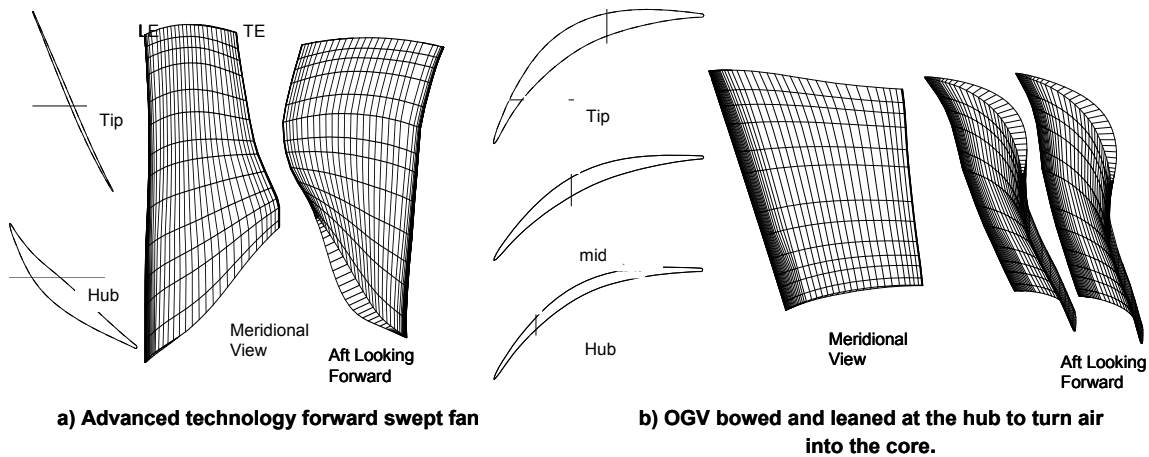 LE
TE
Tip
Hub
Meridional
View
Aft Looking
Forward
a) Advanced technology forward swept fan
Tip
mid
Hub
Meridional
View
Aft Looking
Forward
b) OGV bowed and leaned at the hub to turn air
into the core.